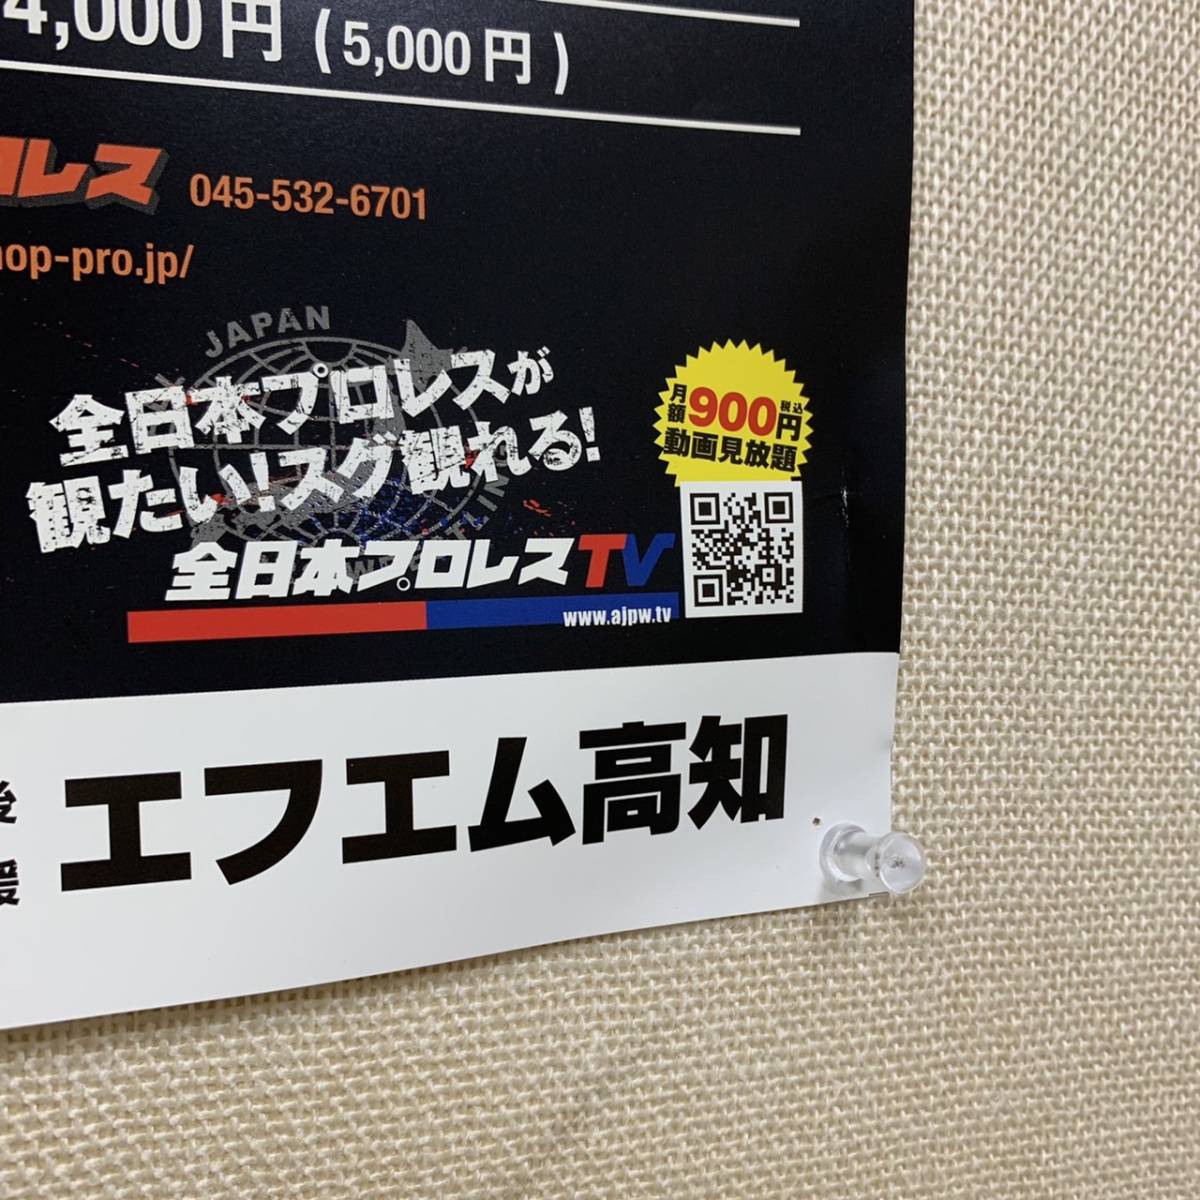 4,000円 (5,000円)
ロレス 045-532-6701
hop-pro.jp/
JAPAN
全日本プロレスが
観たい!スグ観れる!
月額900円税込
動画見放題
全日本プロレスTV
www.ajpw.tv
後援 エフエム高知